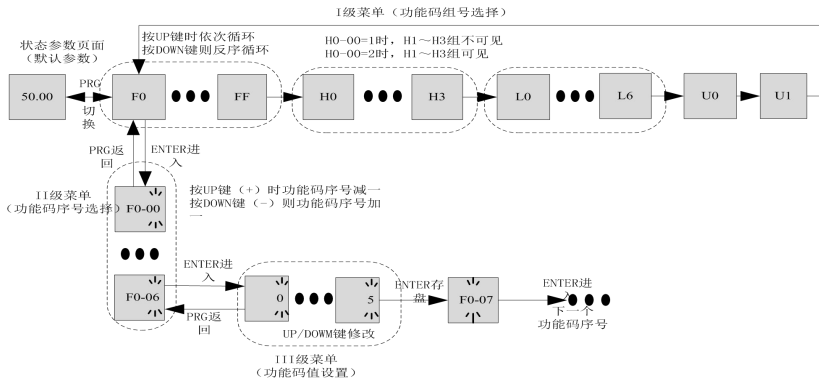 I级菜单（功能码组号选择）
按UP键时依次循环
按DOWN键则反序循环
H0-00=1时，H1～H3组不可见
H0-00=2时，H1～H3组可见
状态参数页面
（默认参数）
50.00
PRG
切
换
F0
FF
H0
H3
L0
L6
U0
U1
PRG返
回
ENTER进
入
II级菜单
（功能码序号选择）
F0-00
按UP键（+）时功能码序号减一
按DOWN键（-）则功能码序号加
一
F0-06
ENTER进
入
PRG返
回
0
5
UP/DOWM键修改
ENTER存
盘
F0-07
ENTER进
入
下一个
功能码序号
III级菜单
（功能码值设置）